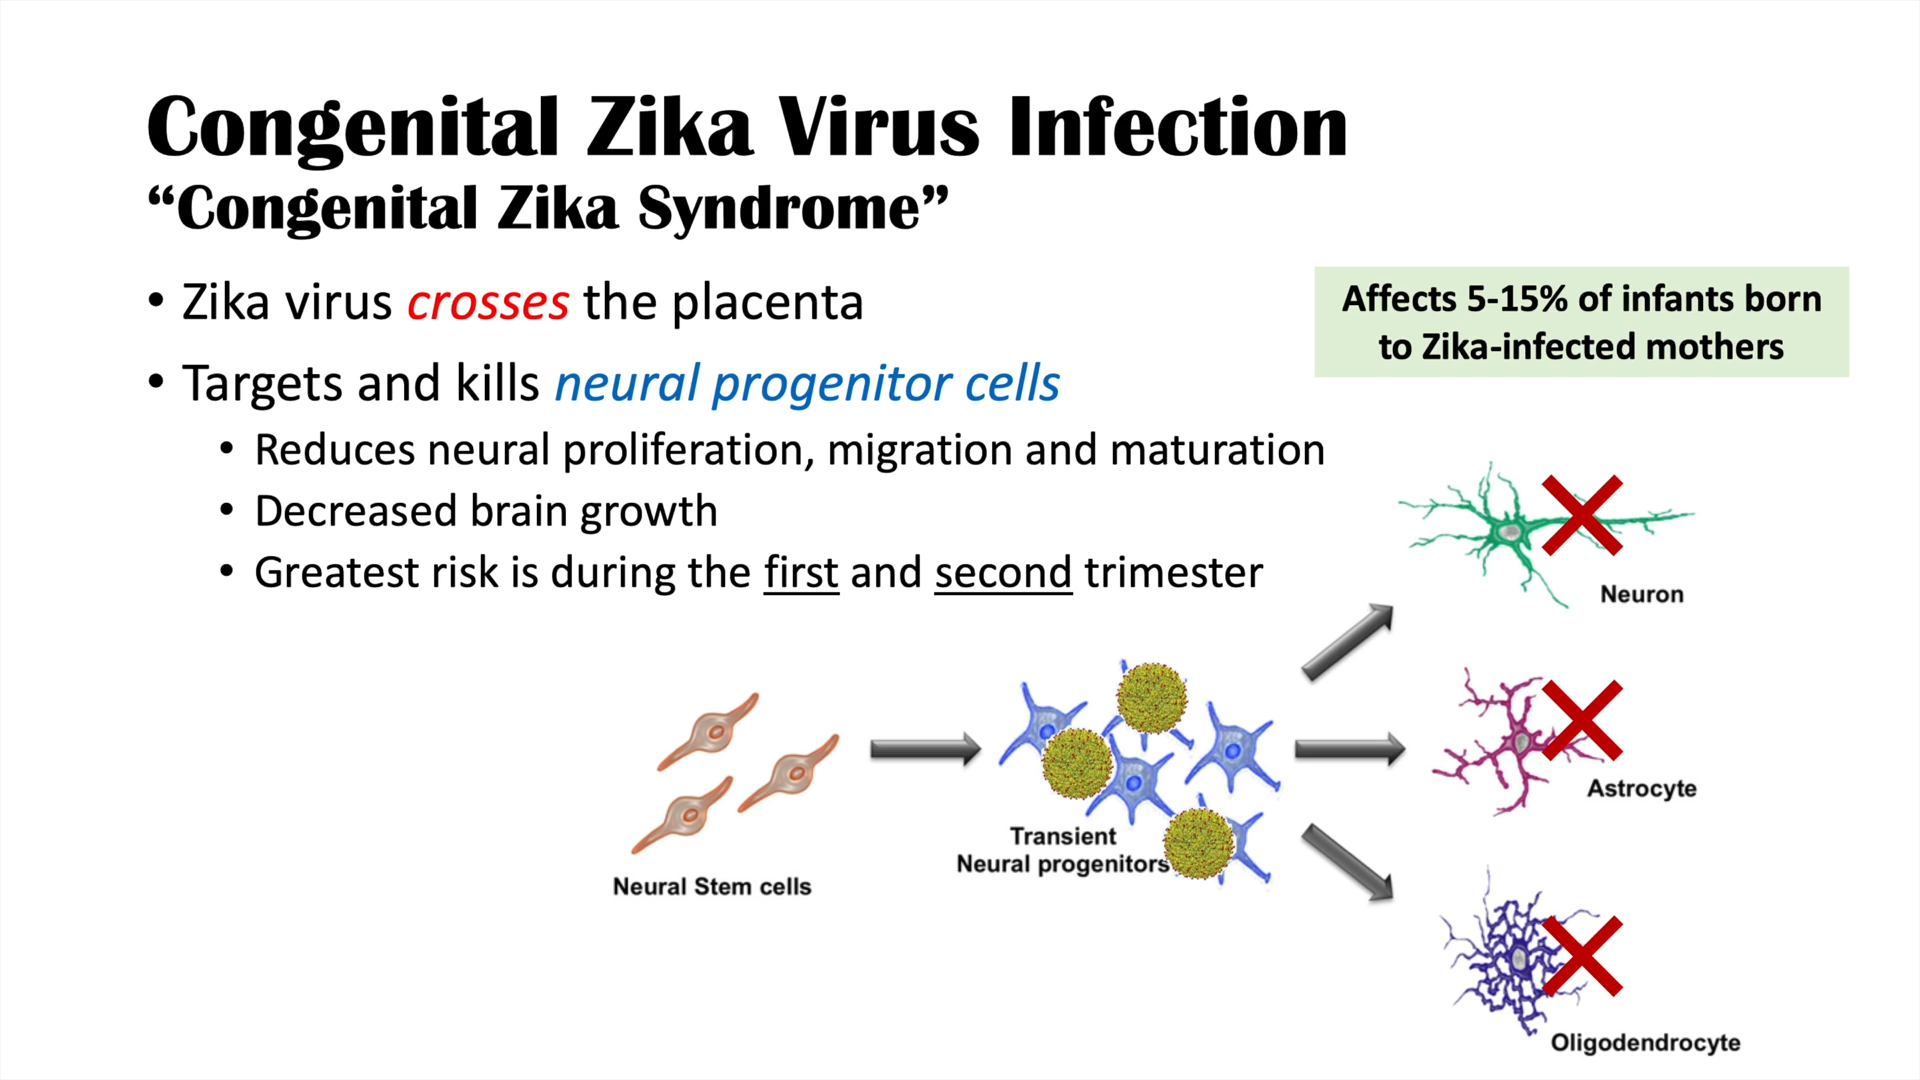 Congenital Zika Virus Infection
“Congenital Zika Syndrome”
• Zika virus crosses the placenta
Affects 5-15% of infants born
to Zika-infected mothers
• Targets and kills neural progenitor cells
• Reduces neural proliferation, migration and maturation
• Decreased brain growth
• Greatest risk is during the first and second trimester
Neural Stem cells
Transient
Neural progenitors
Neuron
Astrocyte
Oligodendrocyte